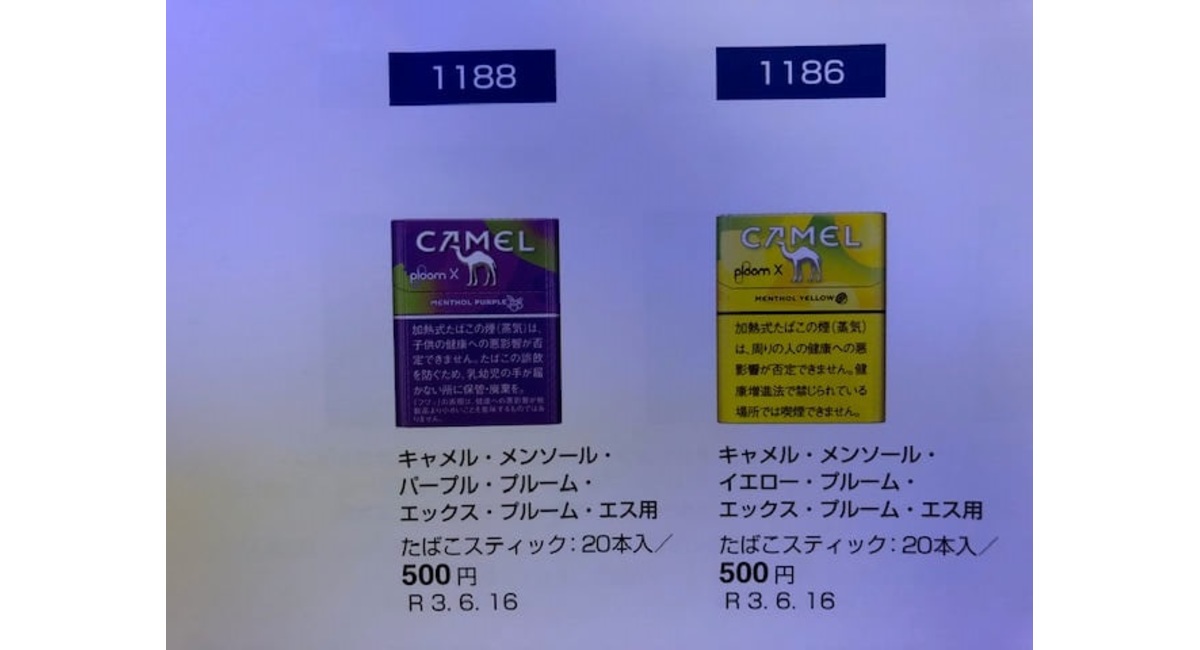 1188
CAMEL
ploom X
MENTHOL PURPLE
加熱式たばこの煙(蒸気)は、
子供の健康への悪影響が否
定できません。たばこの誤飲
を防ぐため、乳幼児の手が届
かない所に保管・廃棄を。
キャメル・メンソール・
パープル・プルーム・
エックス・プルーム・エス用
たばこスティック:20本入／
500円
R 3. 6. 16
1186
CAMEL
ploom X
MENTHOL YELLOW
加熱式たばこの煙(蒸気)
は、周りの人の健康への悪
影響が否定できません。健
康増進法で禁じられている
場所では喫煙できません。
キャメル・メンソール・
イエロー・プルーム・
エックス・プルーム・エス用
たばこスティック:20本入／
500円
R 3. 6. 16